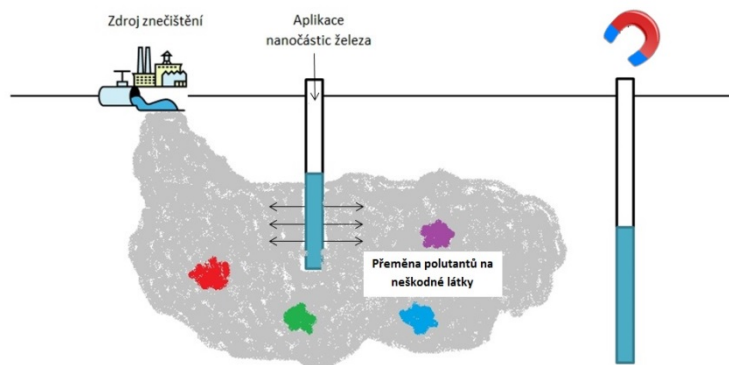 Zdroj znečištění
Aplikace
nanočástic železa
Přeměna polutantů na
neškodné látky